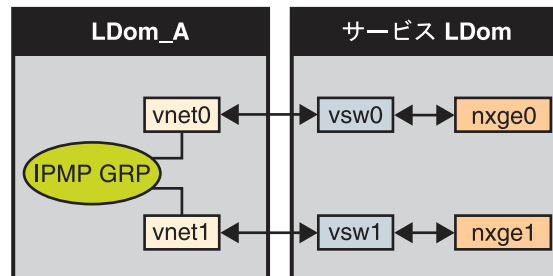 LDom_A
サービス LDom
vnet0
vsw0
nxge0
IPMP GRP
vnet1
vsw1
nxge1